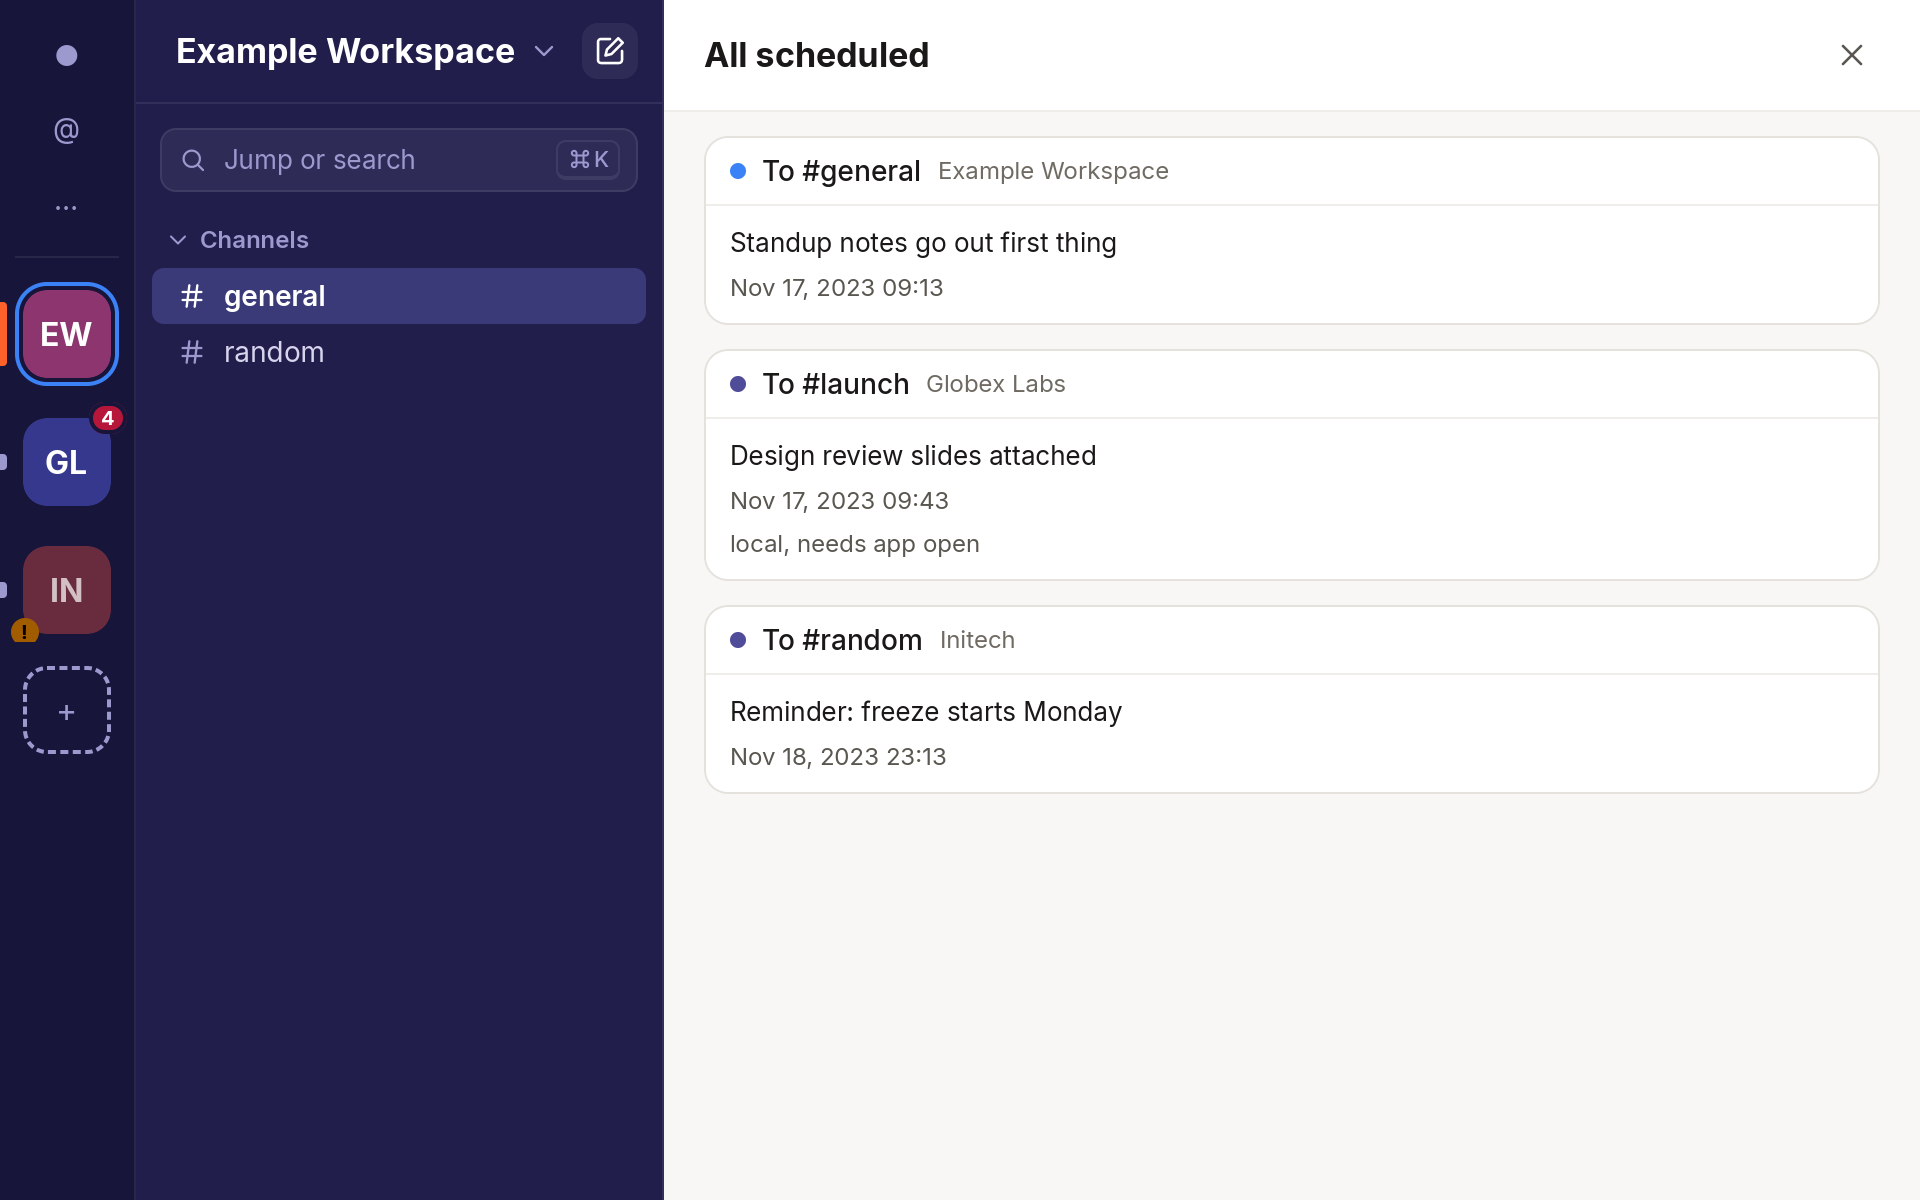 @
...
EW
4
GL
IN
!
+
Example Workspace
Jump or search ⌘K
Channels
# general
# random
All scheduled
To #general Example Workspace
Standup notes go out first thing
Nov 17, 2023 09:13
To #launch Globex Labs
Design review slides attached
Nov 17, 2023 09:43
local, needs app open
To #random Initech
Reminder: freeze starts Monday
Nov 18, 2023 23:13